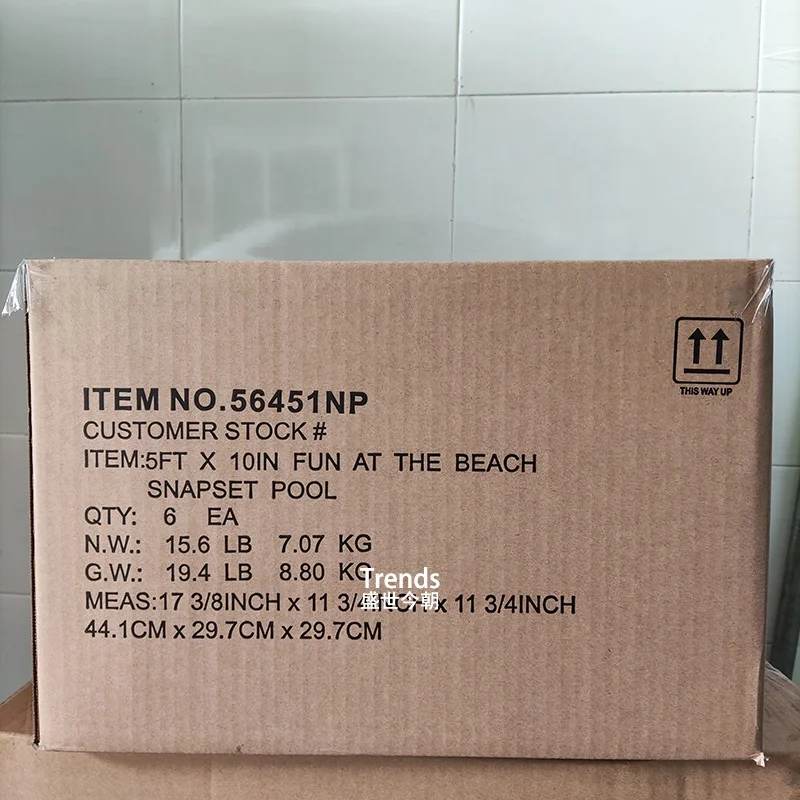 THIS WAY UP
ITEM NO.56451NP
CUSTOMER STOCK #
ITEM:5FT X 10IN FUN AT THE BEACH
SNAPSET POOL
QTY: 6 EA
N.W.: 15.6 LB 7.07 KG
G.W.: 19.4 LB 8.80 KG
Trends
盛世今朝
MEAS:17 3/8INCH x 11 3/4INCH x 11 3/4INCH
44.1CM x 29.7CM x 29.7CM